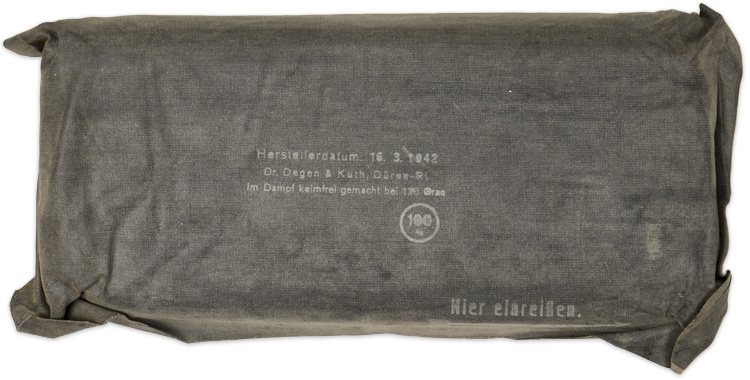 Herstellerdatum. 16. 3. 1942
Dr. Degen & Kuth, Düren-Rl.
Im Dampf keimfrei gemacht bei 120 Grad
100
%
Hier einreißen.